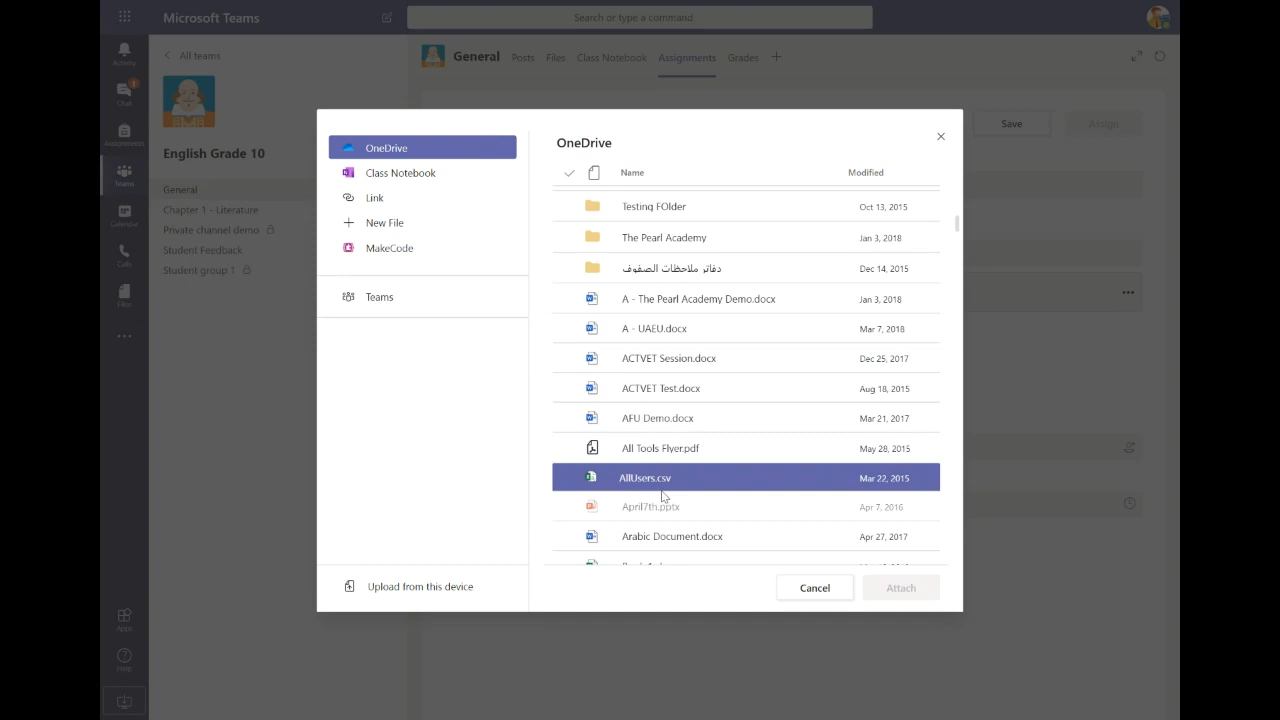 Microsoft Teams
Search or type a command
Activity
Chat
1
Assignments
Teams
Calendar
Calls
Files
Apps
Help
All teams
English Grade 10
General
Chapter 1 - Literature
Private channel demo
Student Feedback
Student group 1
General Posts Files Class Notebook Assignments Grades
Save
Assign
OneDrive
Class Notebook
Link
New File
MakeCode
Teams
Upload from this device
OneDrive
Name Modified
Testing FOlder Oct 13, 2015
The Pearl Academy Jan 3, 2018
دفاتر ملاحظات الصفوف Dec 14, 2015
A - The Pearl Academy Demo.docx Jan 3, 2018
A - UAEU.docx Mar 7, 2018
ACTVET Session.docx Dec 25, 2017
ACTVET Test.docx Aug 18, 2015
AFU Demo.docx Mar 21, 2017
All Tools Flyer.pdf May 28, 2015
AllUsers.csv Mar 22, 2015
April7th.pptx Apr 7, 2016
Arabic Document.docx Apr 27, 2017
Cancel
Attach